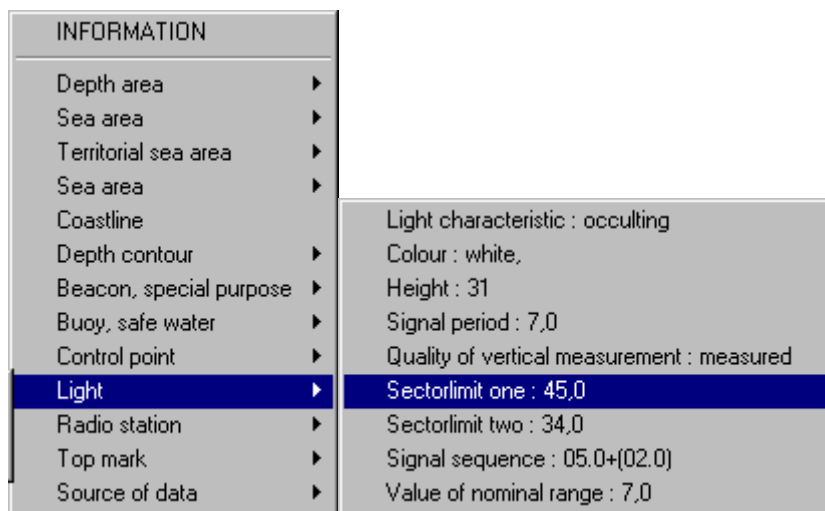 INFORMATION
Depth area
Sea area
Territorial sea area
Sea area
Coastline
Depth contour
Beacon, special purpose
Buoy, safe water
Control point
Light
Radio station
Top mark
Source of data
Light characteristic : occulting
Colour : white,
Height : 31
Signal period : 7,0
Quality of vertical measurement : measured
Sectorlimit one : 45,0
Sectorlimit two : 34,0
Signal sequence : 05.0+(02.0)
Value of nominal range : 7,0